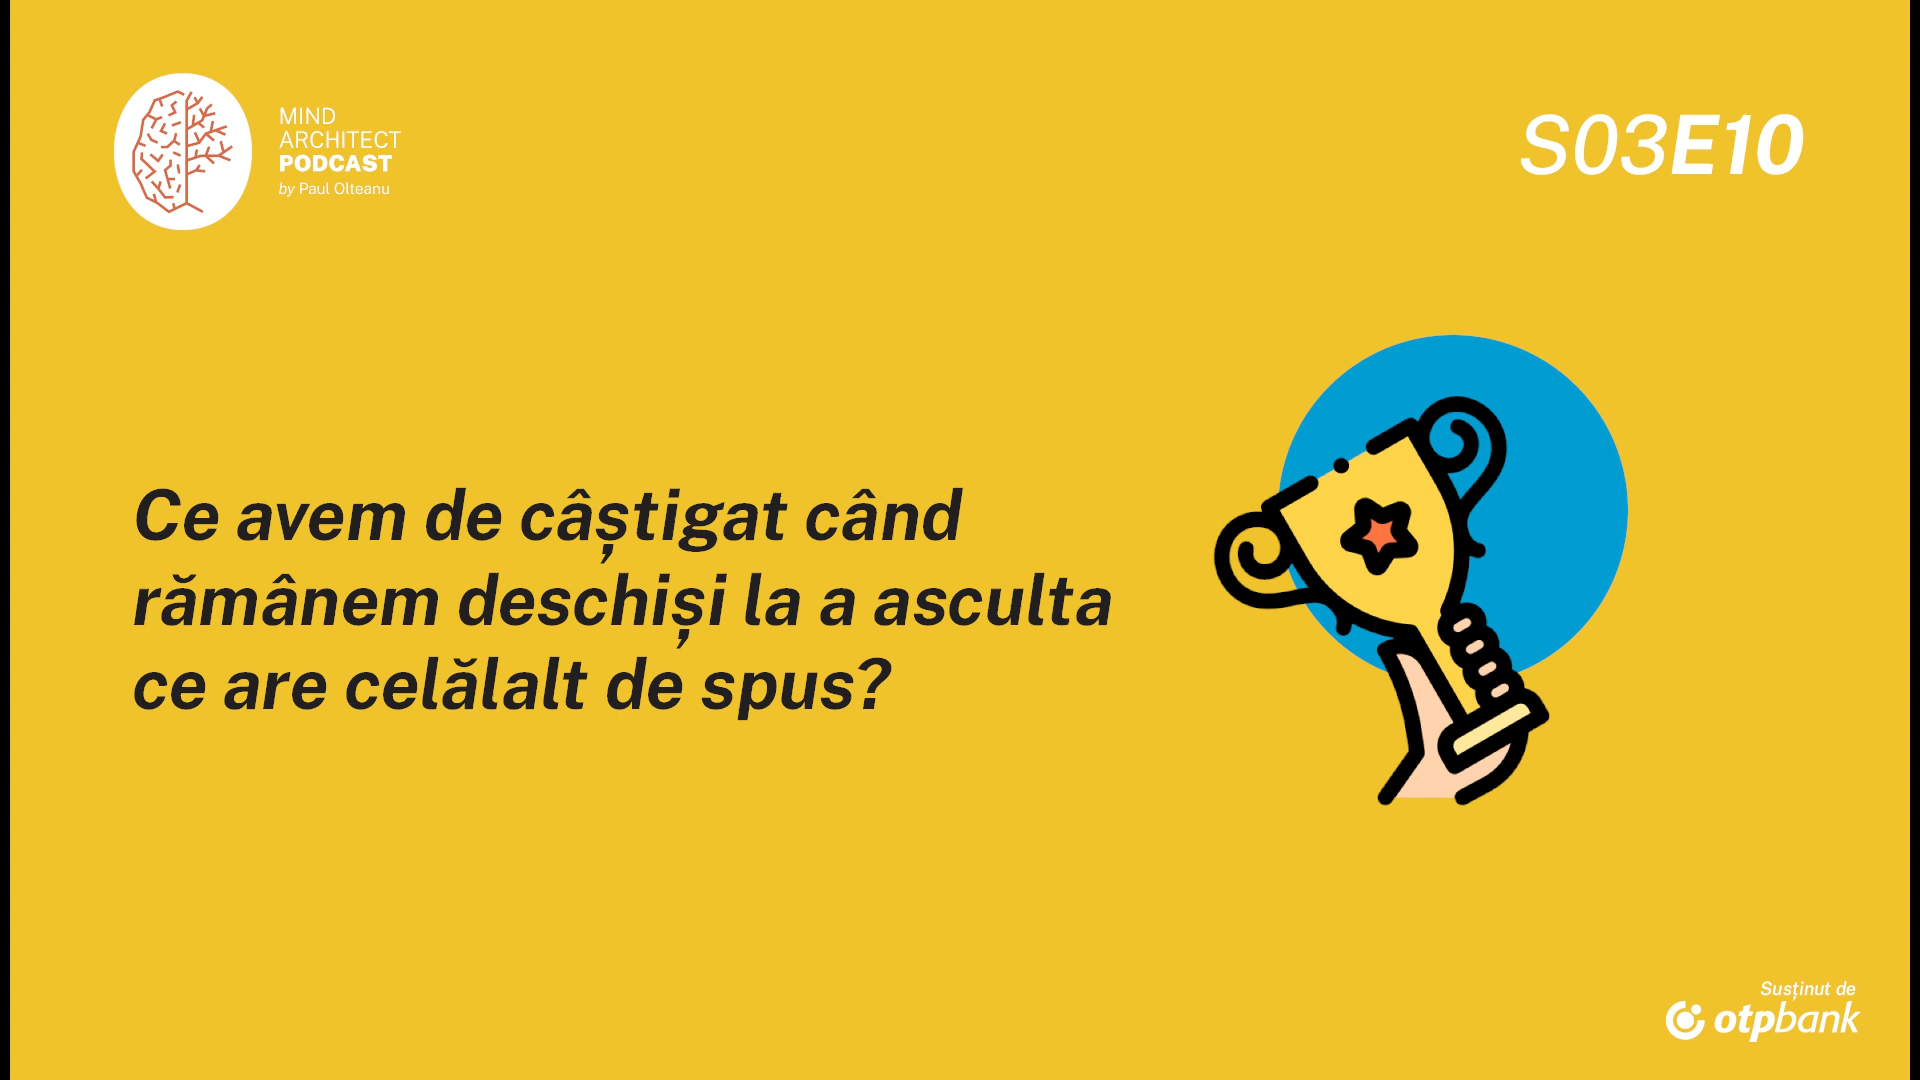 MIND
ARCHITECT
PODCAST
by Paul Olteanu
S03E10
Ce avem de câștigat când
rămânem deschiși la a asculta
ce are celălalt de spus?
Susținut de
otpbank